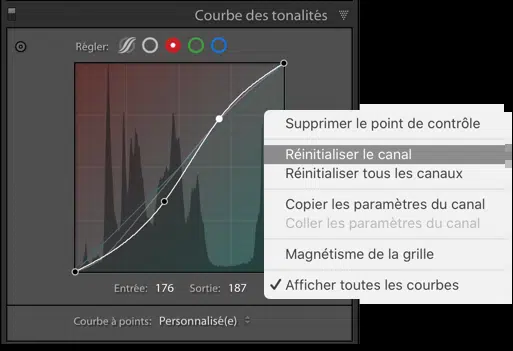 Courbe des tonalités
Régler:
Supprimer le point de contrôle
Réinitialiser le canal
Réinitialiser tous les canaux
Copier les paramètres du canal
Coller les paramètres du canal
Magnétisme de la grille
✓ Afficher toutes les courbes
Entrée: 176 Sortie: 187
Courbe à points: Personnalisé(e)